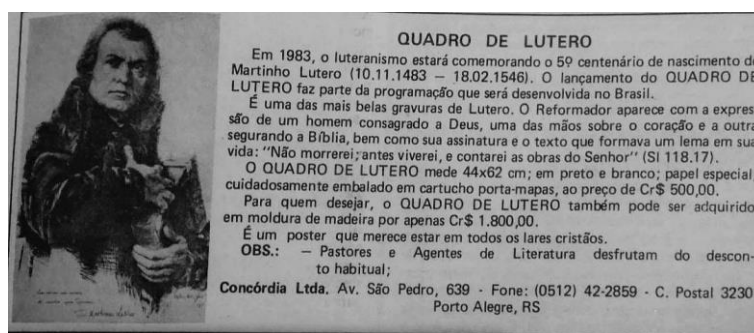 QUADRO DE LUTERO
Em 1983, o luteranismo estará comemorando o 5º centenário de nascimento d
Martinho Lutero (10.11.1483 — 18.02.1546). O lançamento do QUADRO DE
LUTERO faz parte da programação que será desenvolvida no Brasil.
É uma das mais belas gravuras de Lutero. O Reformador aparece com a expres
são de um homem consagrado a Deus, uma das mãos sobre o coração e a outra
segurando a Bíblia, bem como sua assinatura e o texto que formava um lema em sua
vida: "Não morrerei; antes viverei, e contarei as obras do Senhor" (Sl 118.17).
O QUADRO DE LUTERO mede 44x62 cm; em preto e branco; papel especial
cuidadosamente embalado em cartucho porta-mapas, ao preço de Cr$ 500,00.
Para quem desejar, o QUADRO DE LUTERO também pode ser adquirido
em moldura de madeira por apenas Cr$ 1.800,00.
É um poster que merece estar em todos os lares cristãos.
OBS.: — Pastores e Agentes de Literatura desfrutam do descon-
to habitual;
Concórdia Ltda. Av. São Pedro, 639 - Fone: (0512) 42-2859 - C. Postal 3230
Porto Alegre, RS